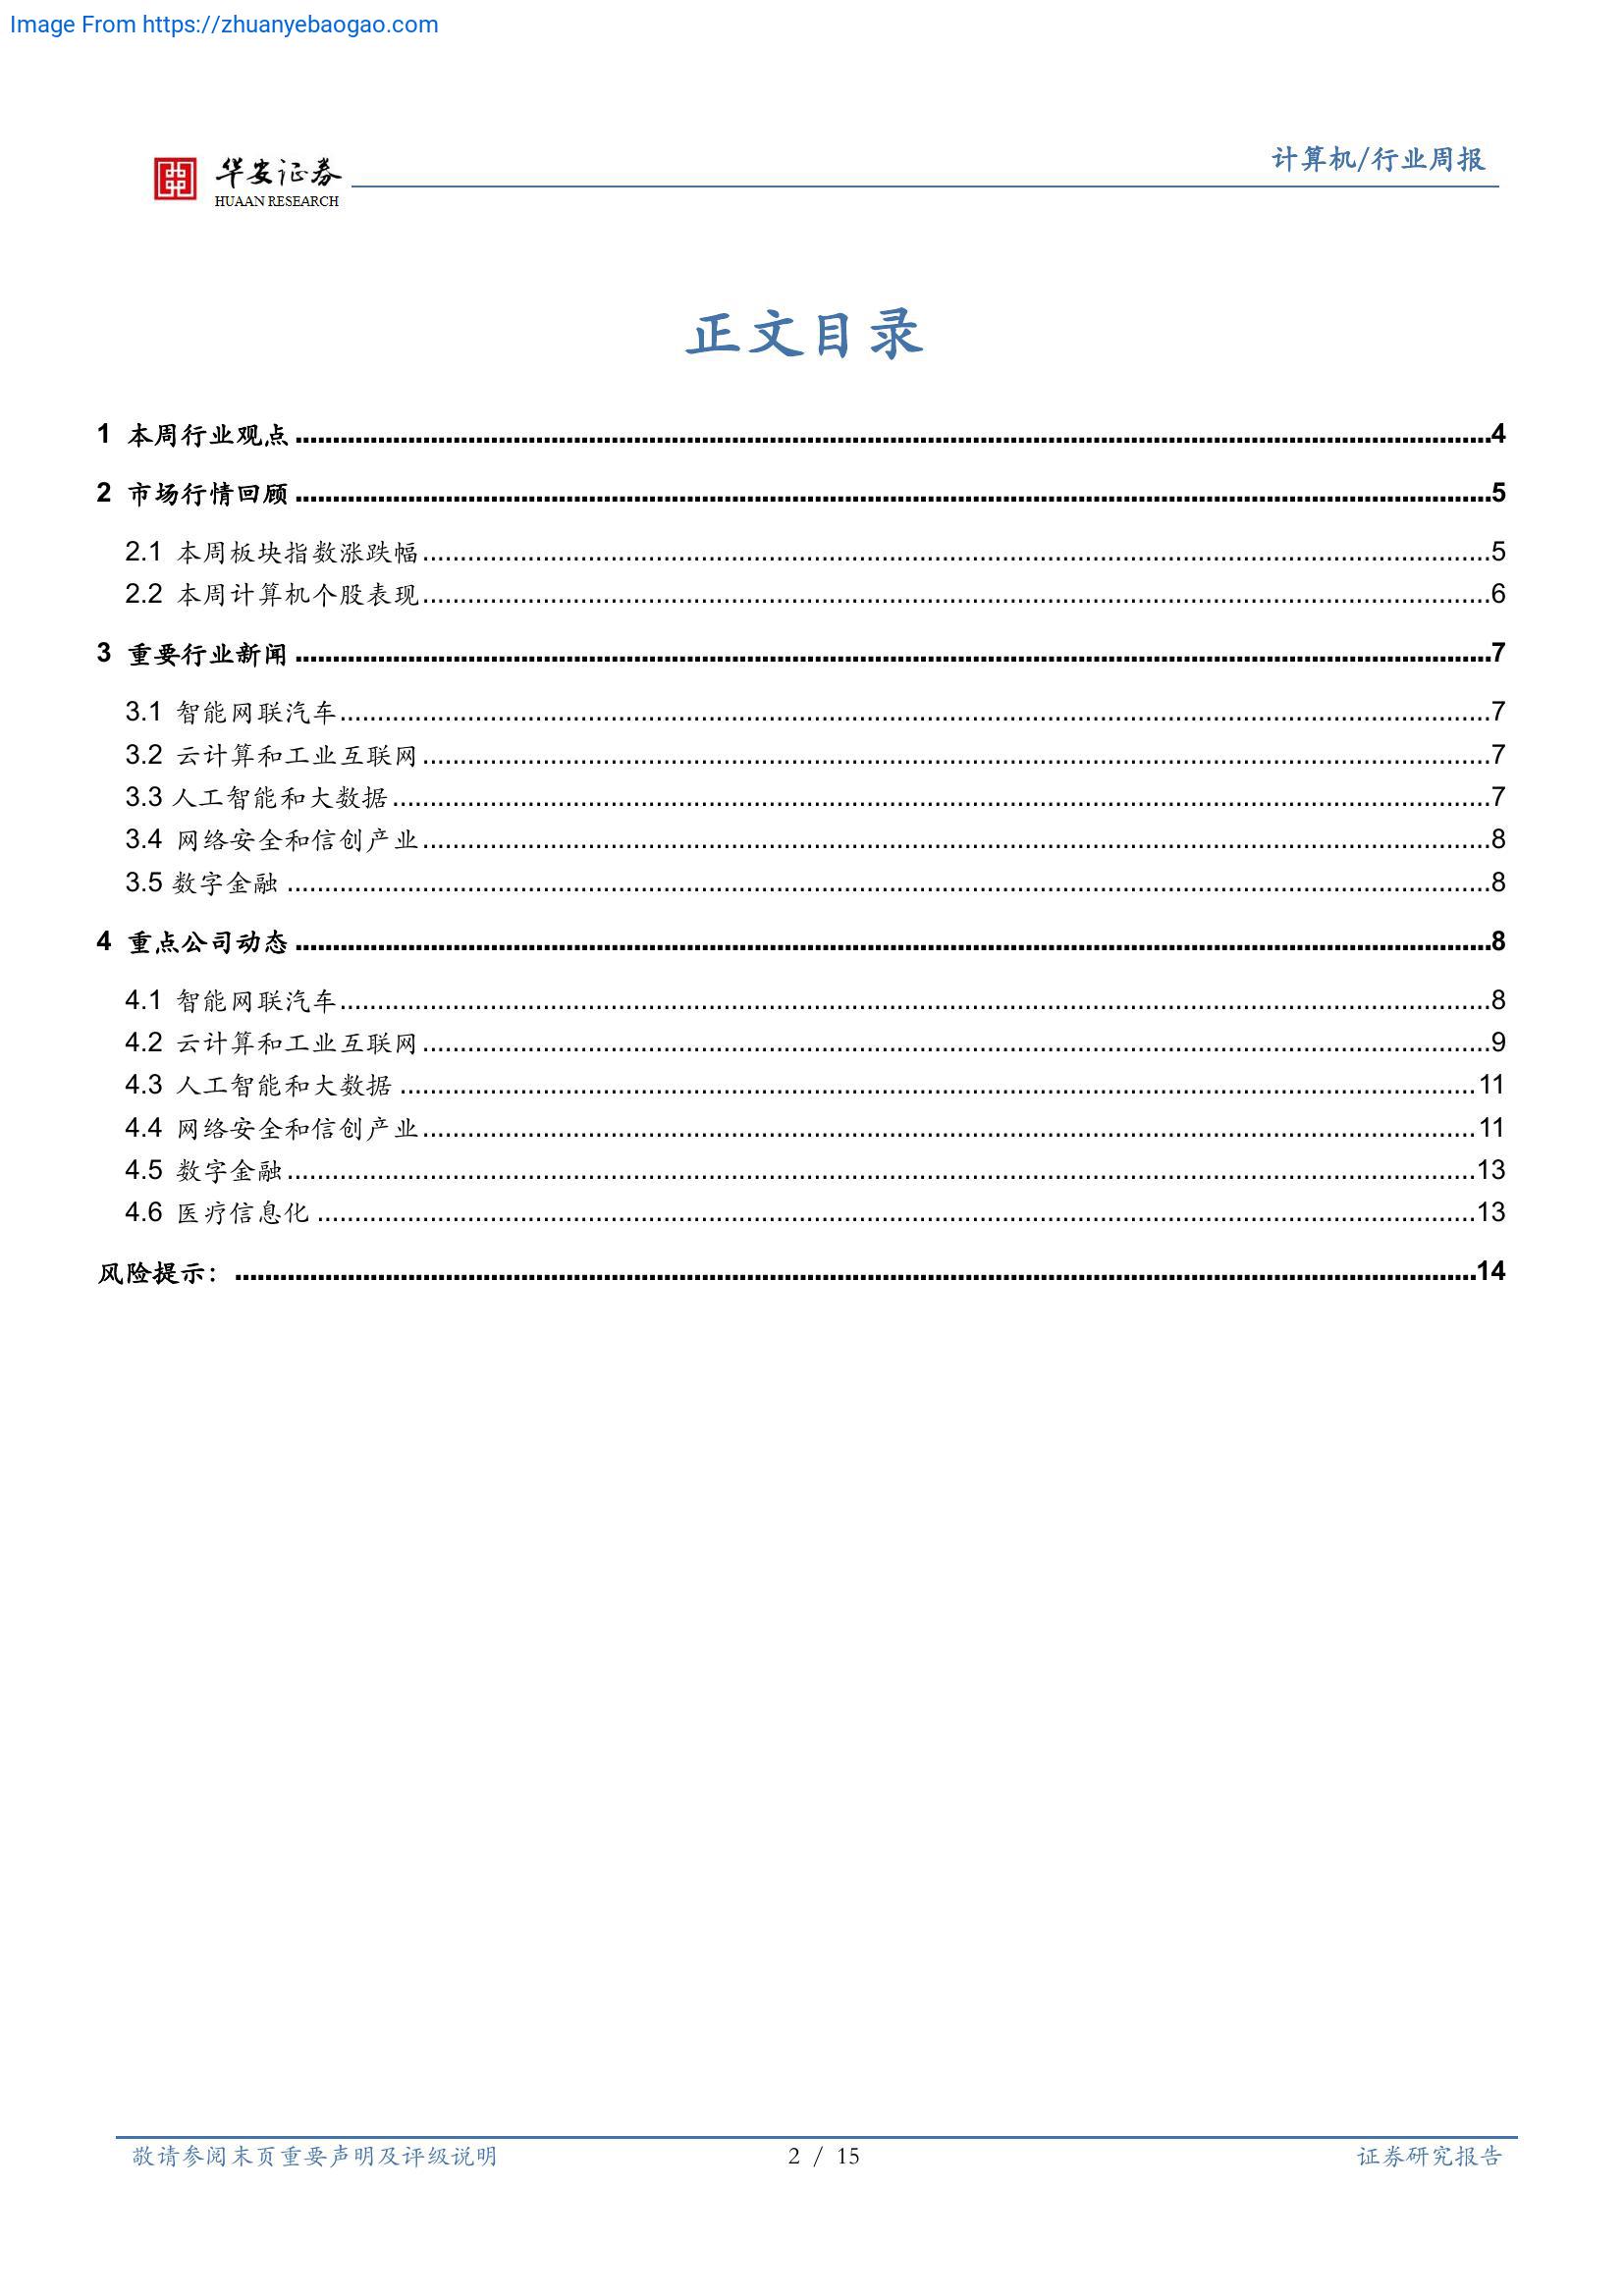 Image From https://zhuanyebaogao.com
华安证券
HUAAN RESEARCH
计算机/行业周报
正文目录
1 本周行业观点 4
2 市场行情回顾 5
2.1 本周板块指数涨跌幅 5
2.2 本周计算机个股表现 6
3 重要行业新闻 7
3.1 智能网联汽车 7
3.2 云计算和工业互联网 7
3.3 人工智能和大数据 7
3.4 网络安全和信创产业 8
3.5 数字金融 8
4 重点公司动态 8
4.1 智能网联汽车 8
4.2 云计算和工业互联网 9
4.3 人工智能和大数据 11
4.4 网络安全和信创产业 11
4.5 数字金融 13
4.6 医疗信息化 13
风险提示： 14
敬请参阅末页重要声明及评级说明 2 / 15 证券研究报告